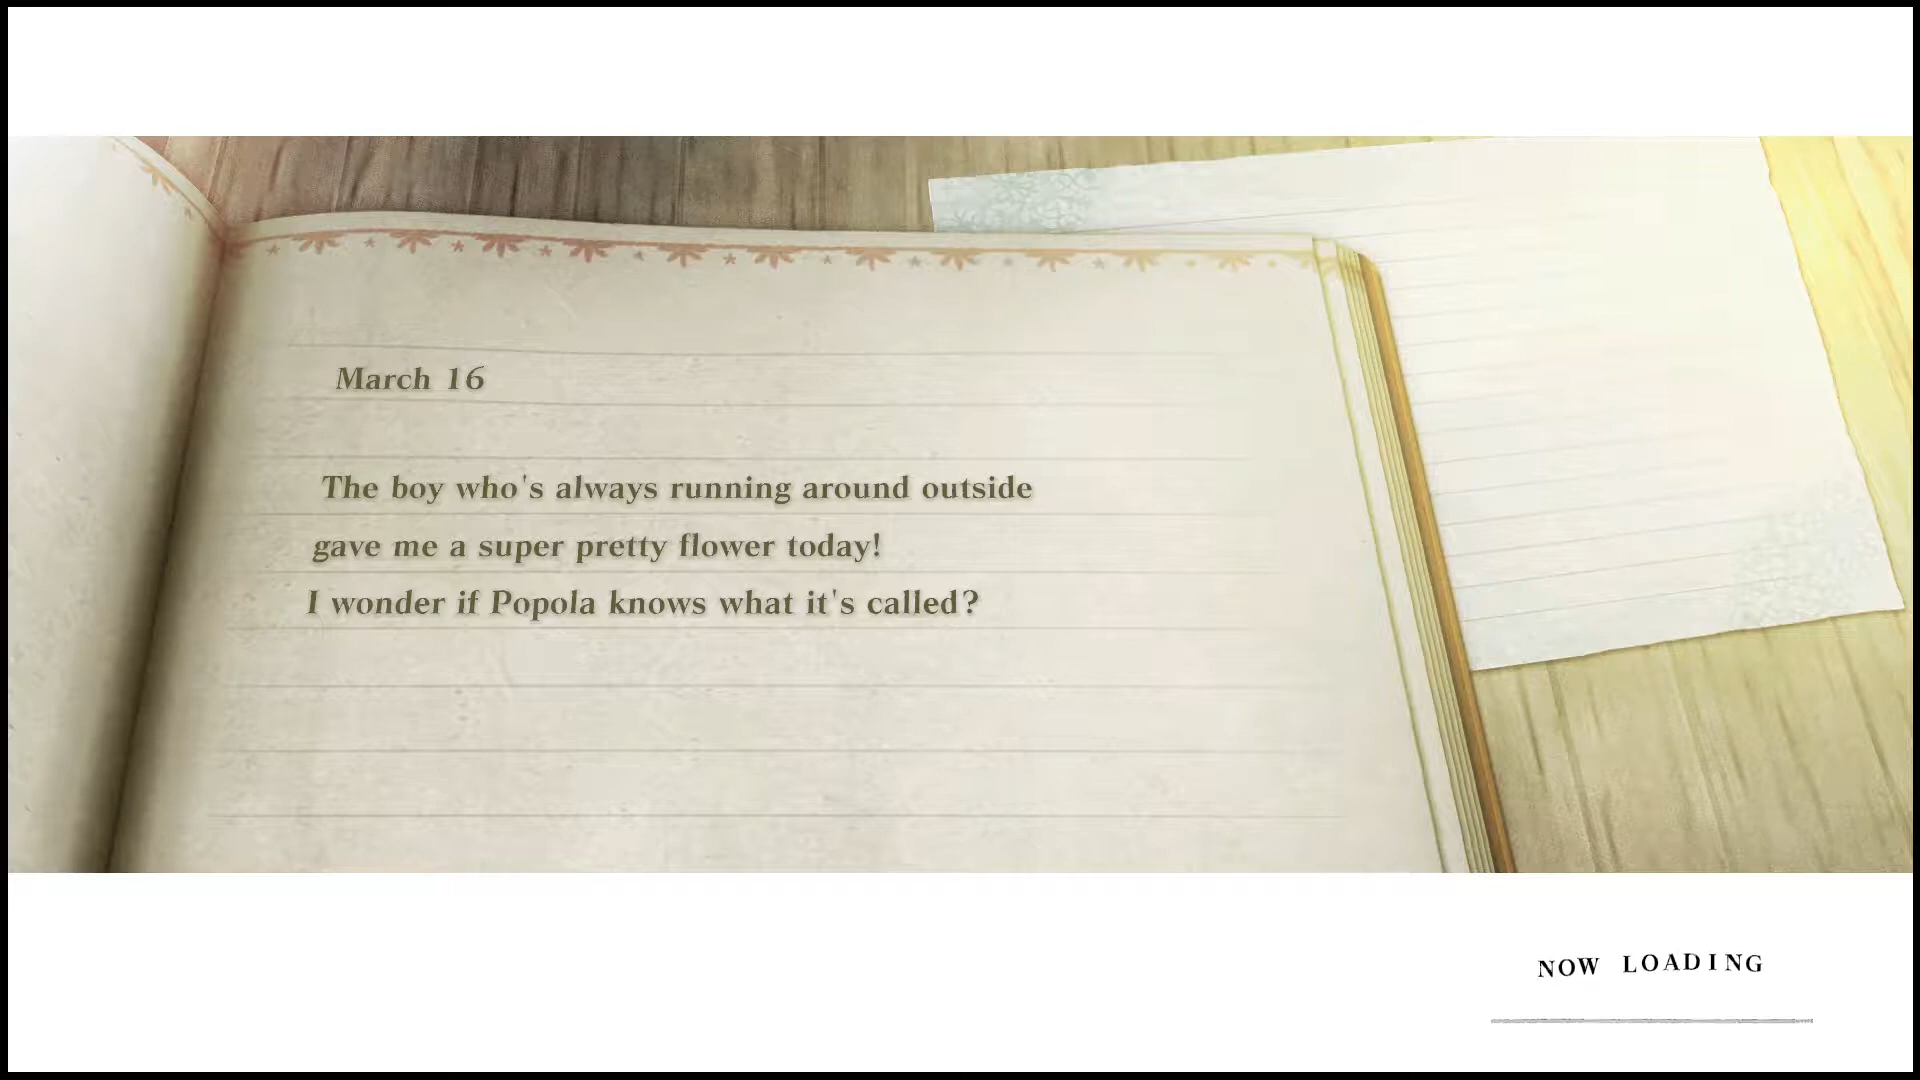 March 16
The boy who's always running around outside
gave me a super pretty flower today!
I wonder if Popola knows what it's called?
NOW LOADING